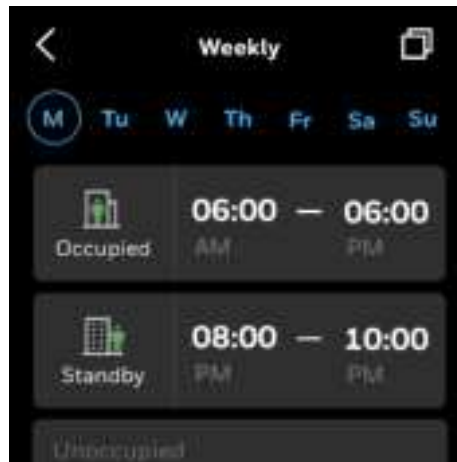 Weekly
M Tu W Th Fr Sa Su
06:00 — 06:00
Occupied AM PM
08:00 — 10:00
Standby PM PM
Unoccupied